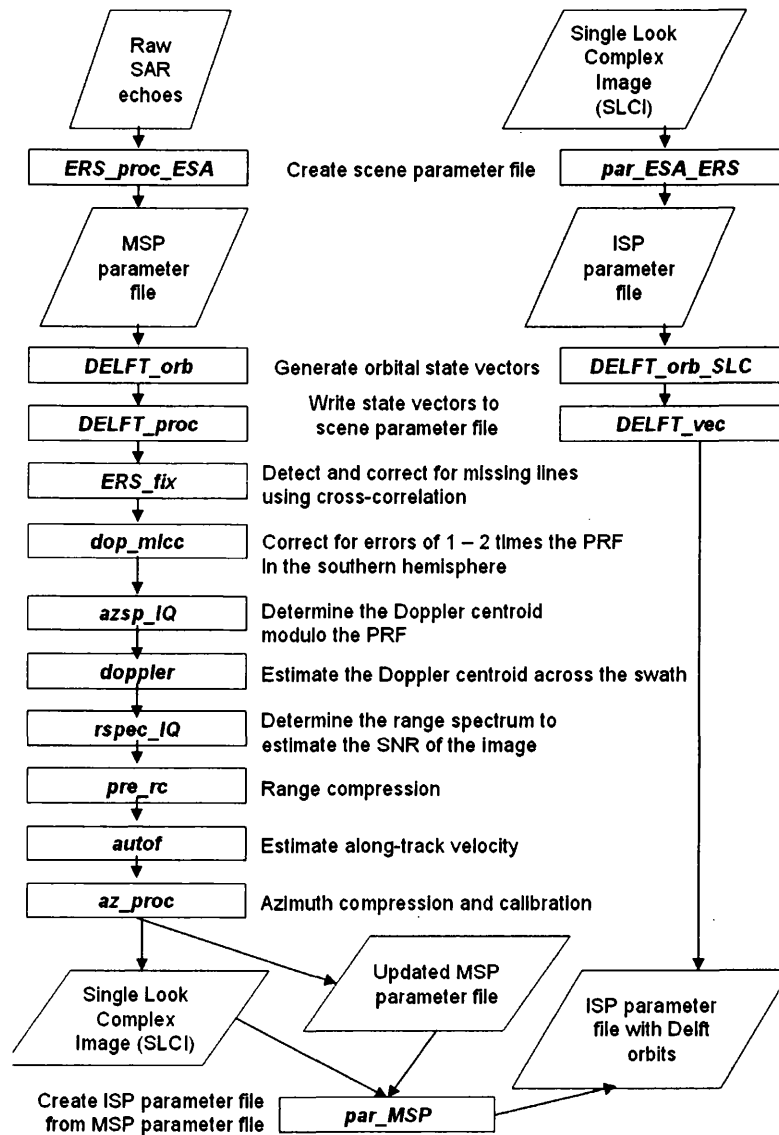 Raw
SAR
echoes
Single Look
Complex
Image
(SLCI)
ERS_proc_ESA
Create scene parameter file
par_ESA_ERS
MSP
parameter
file
ISP
parameter
file
DELFT_orb
Generate orbital state vectors
DELFT_orb_SLC
DELFT_proc
Write state vectors to
scene parameter file
DELFT_vec
ERS_fix
Detect and correct for missing lines
using cross-correlation
dop_mlcc
Correct for errors of 1 – 2 times the PRF
in the southern hemisphere
azsp_IQ
Determine the Doppler centroid
modulo the PRF
doppler
Estimate the Doppler centroid across the swath
rspec_IQ
Determine the range spectrum to
estimate the SNR of the image
pre_rc
Range compression
autof
Estimate along-track velocity
az_proc
Azimuth compression and calibration
Single Look
Complex
Image (SLCI)
Updated MSP
parameter file
ISP parameter
file with Delft
orbits
Create ISP parameter file
from MSP parameter file
par_MSP